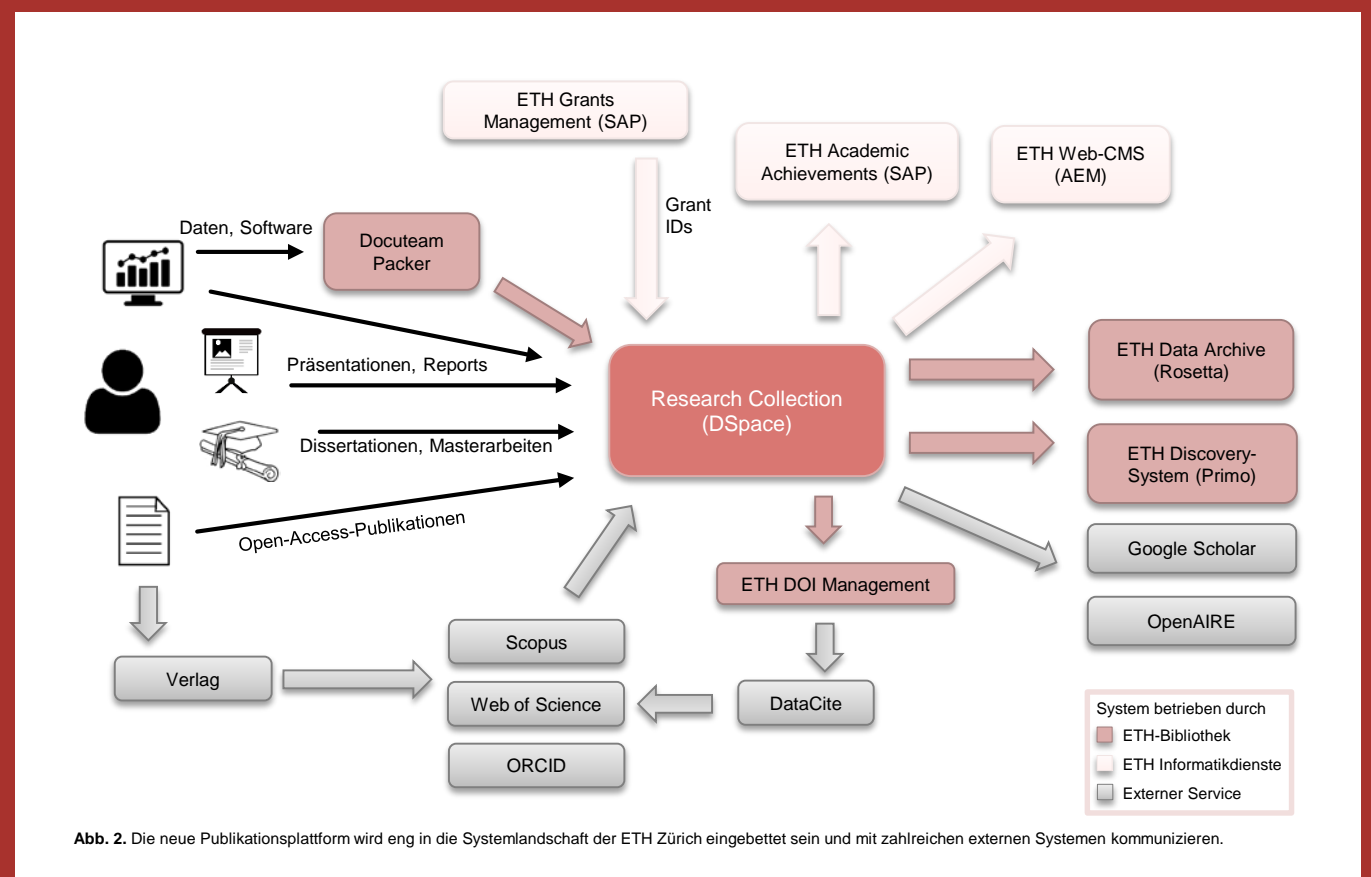 ETH Grants
Management (SAP)
ETH Academic
Achievements (SAP)
ETH Web-CMS
(AEM)
Grant
IDs
Daten, Software
Docuteam
Packer
Präsentationen, Reports
Dissertationen, Masterarbeiten
Open-Access-Publikationen
Research Collection
(DSpace)
ETH Data Archive
(Rosetta)
ETH Discovery-
System (Primo)
Google Scholar
OpenAIRE
ETH DOI Management
Verlag
Scopus
Web of Science
ORCID
DataCite
System betrieben durch
ETH-Bibliothek
ETH Informatikdienste
Externer Service
Abb. 2. Die neue Publikationsplattform wird eng in die Systemlandschaft der ETH Zürich eingebettet sein und mit zahlreichen externen Systemen kommunizieren.